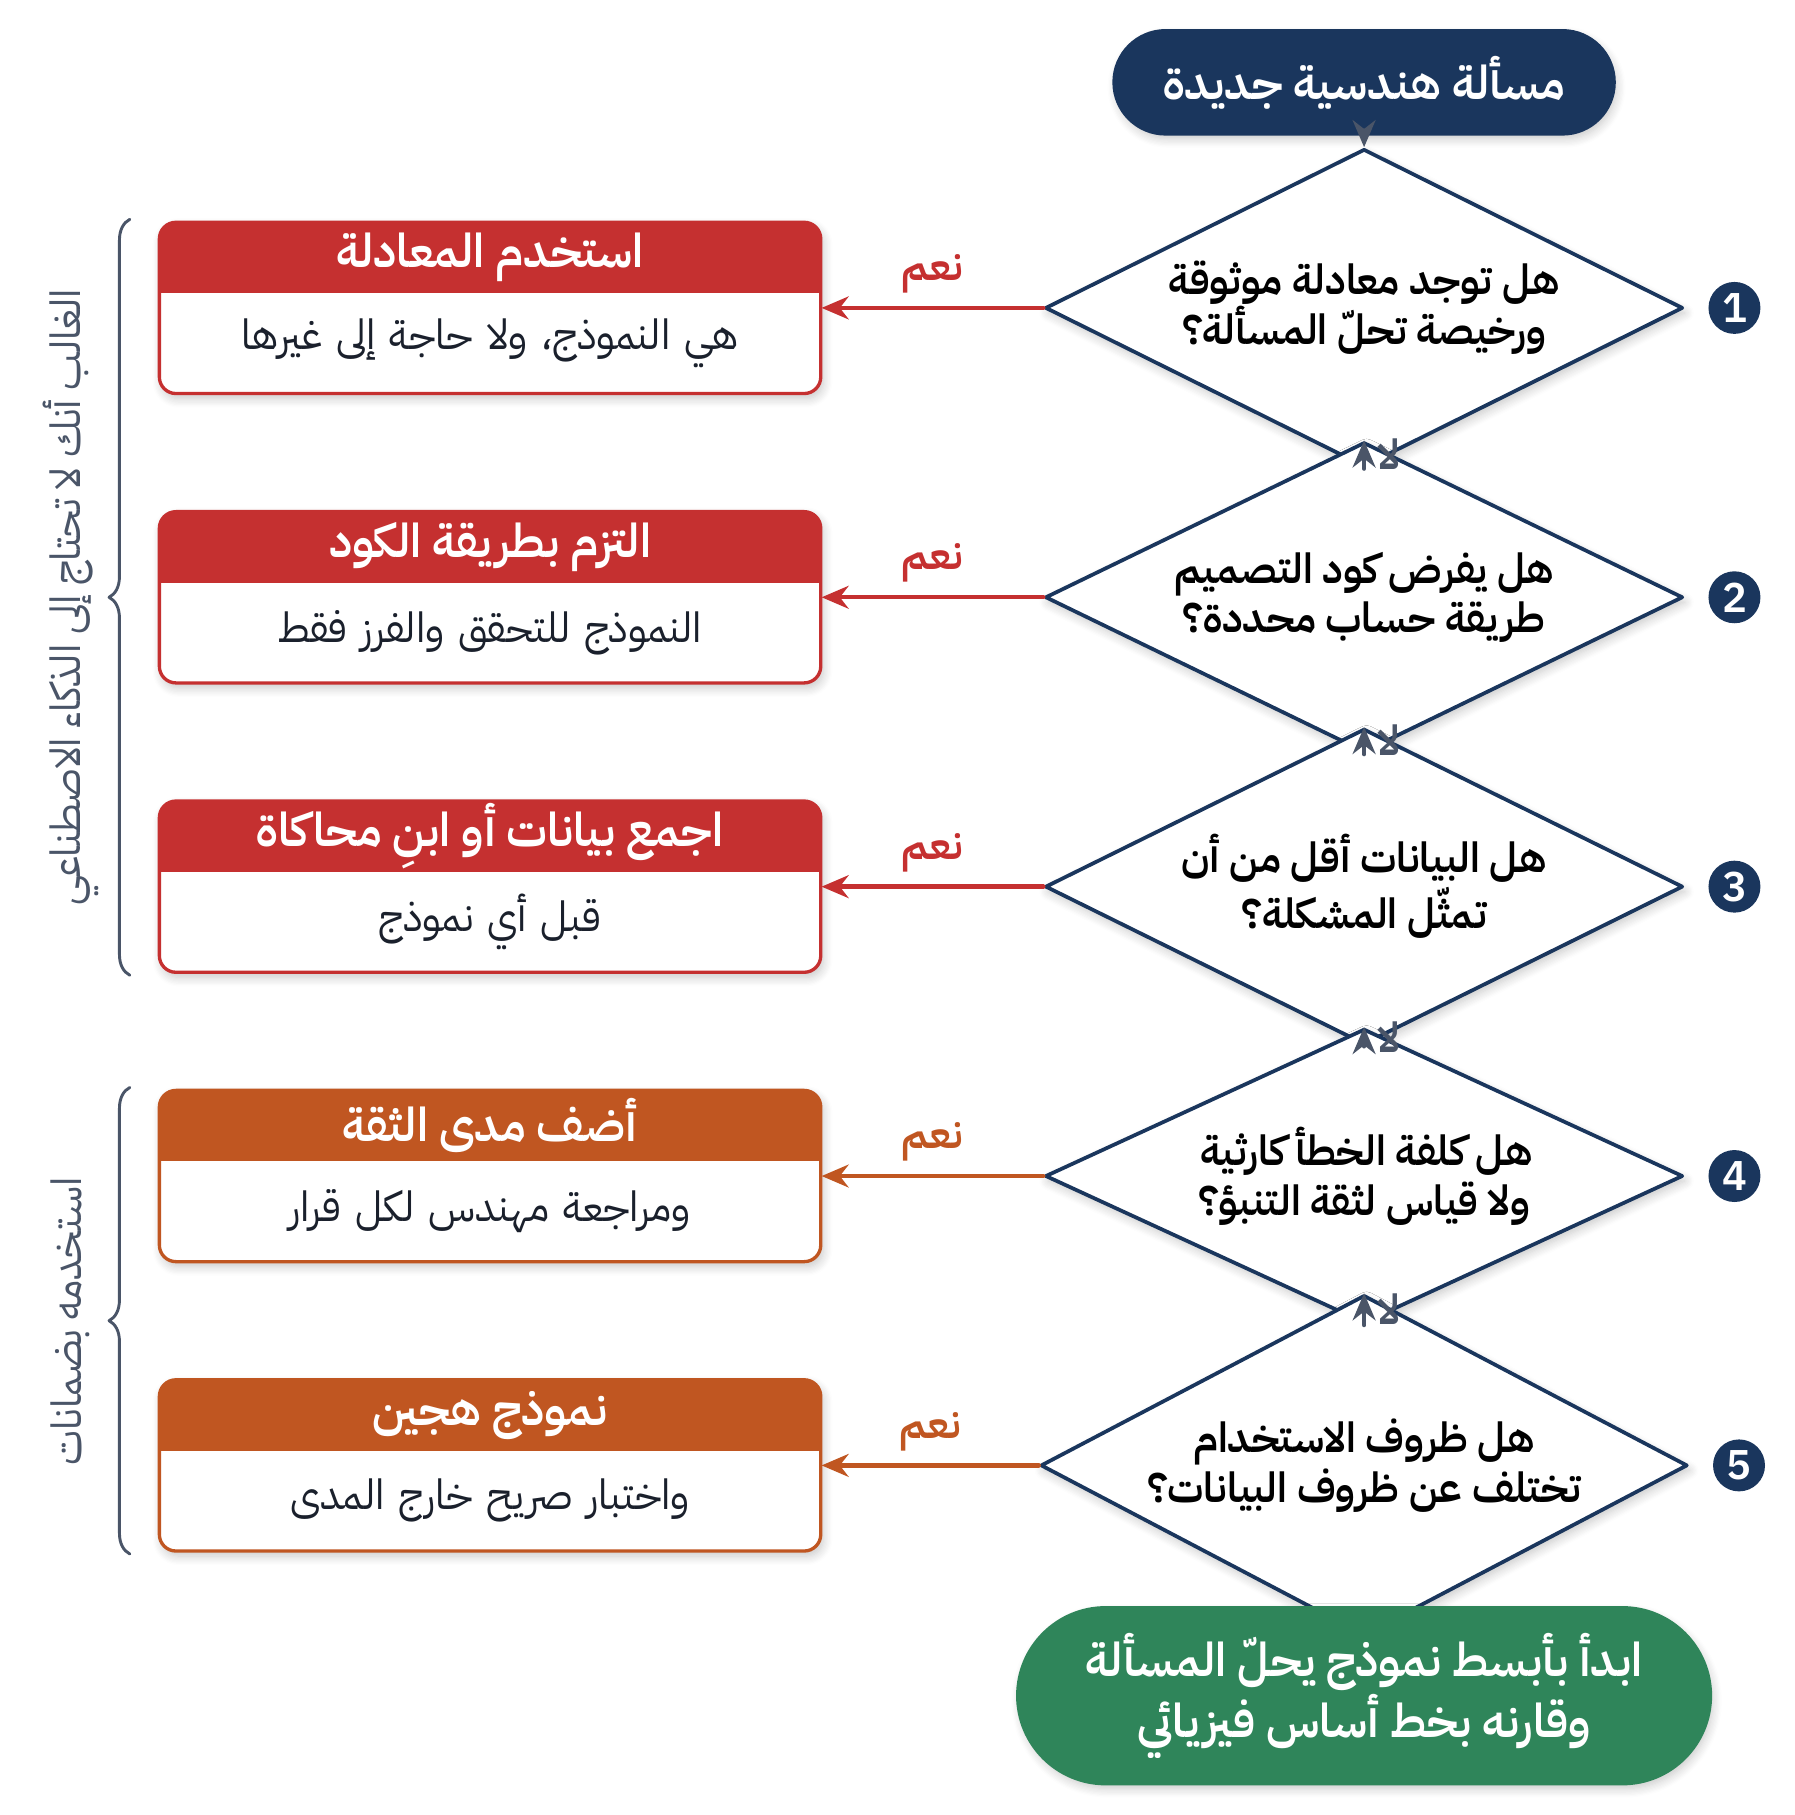 مسألة هندسية جديدة
1
هل توجد معادلة موثوقة
ورخيصة تحلّ المسألة؟
نعم
استخدم المعادلة
هي النموذج، ولا حاجة إلى غيرها
لا
2
هل يفرض كود التصميم
طريقة حساب محددة؟
نعم
التزم بطريقة الكود
النموذج للتحقق والفرز فقط
لا
3
هل البيانات أقل من أن
تمثّل المشكلة؟
نعم
اجمع بيانات أو ابنِ محاكاة
قبل أي نموذج
الغالب أنك لا تحتاج إلى الذكاء الاصطناعي
لا
4
هل كلفة الخطأ كارثية
ولا قياس لثقة التنبؤ؟
نعم
أضف مدى الثقة
ومراجعة مهندس لكل قرار
لا
5
هل ظروف الاستخدام
تختلف عن ظروف البيانات؟
نعم
نموذج هجين
واختبار صريح خارج المدى
استخدمه بضمانات
ابدأ بأبسط نموذج يحلّ المسألة
وقارنه بخط أساس فيزيائي